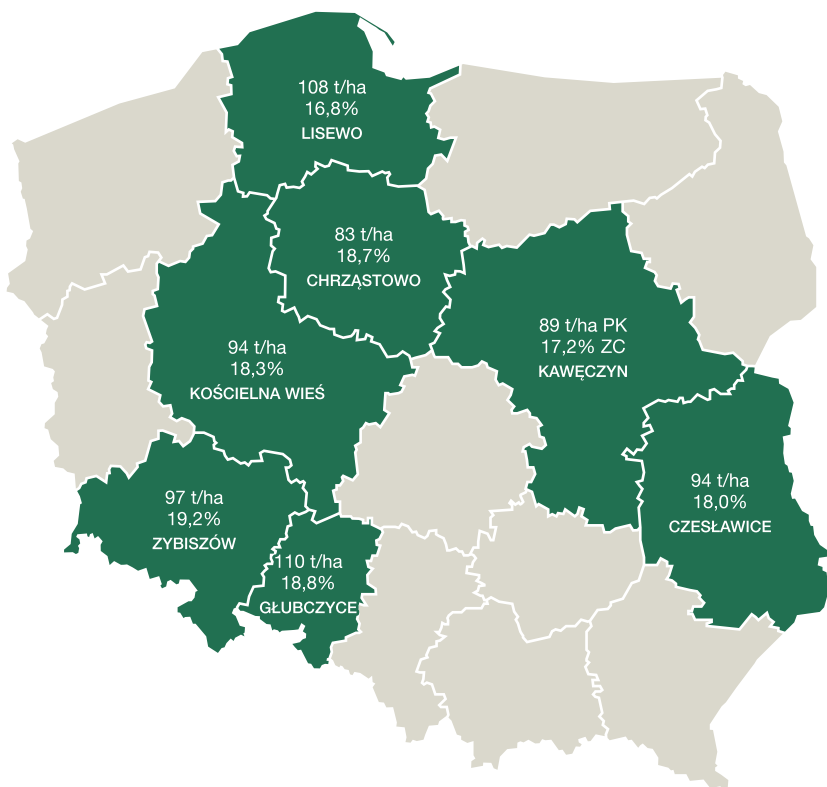 108 t/ha
16,8%
LISEWO
83 t/ha
18,7%
CHRZĄSTOWO
89 t/ha PK
17,2% ZC
KAWĘCZYN
94 t/ha
18,3%
KOŚCIELNA WIEŚ
94 t/ha
18,0%
CZESŁAWICE
97 t/ha
19,2%
ZYBISZÓW
110 t/ha
18,8%
GŁUBCZYCE